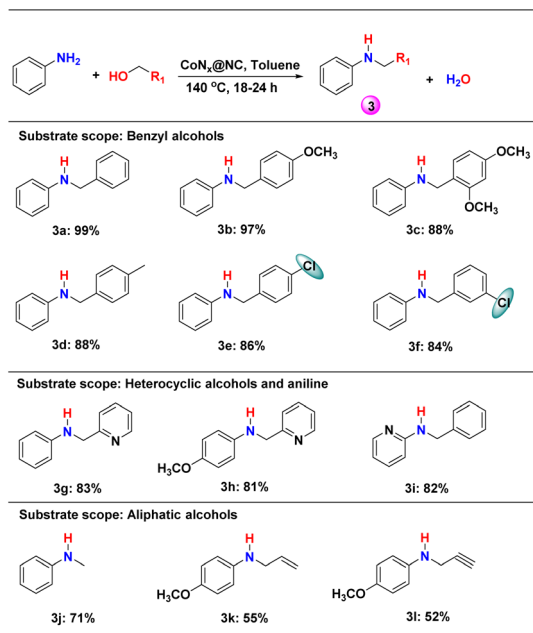 H
NH2
N
R1
+
HO
R1
CoNx@NC, Toluene
140 °C, 18-24 h
+
H2O
3
Substrate scope: Benzyl alcohols
H
N
3a: 99%
H
N
OCH3
3b: 97%
H
N
OCH3
OCH3
3c: 88%
H
N
3d: 88%
H
N
Cl
3e: 86%
H
N
Cl
3f: 84%
Substrate scope: Heterocyclic alcohols and aniline
H
N
N
3g: 83%
H
N
N
H3CO
3h: 81%
H
N
N
3i: 82%
Substrate scope: Aliphatic alcohols
H
N
3j: 71%
H
N
H3CO
3k: 55%
H
N
H3CO
3l: 52%